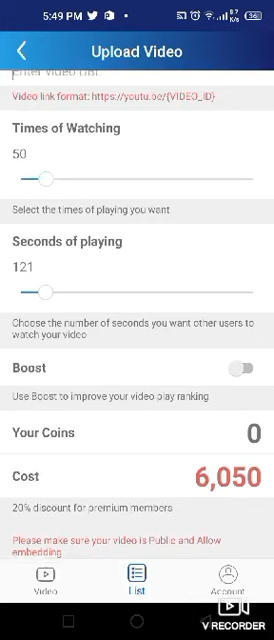 5:49 PM
8.7
K/s
36
Upload Video
Enter Video URL
Video link format: https://youtu.be/{VIDEO_ID}
Times of Watching
50
Select the times of playing you want
Seconds of playing
121
Choose the number of seconds you want other users to
watch your video
Boost
Use Boost to improve your video play ranking
Your Coins
0
Cost
6,050
20% discount for premium members
Please make sure your video is Public and Allow
embedding
Video
List
Account
V RECORDER